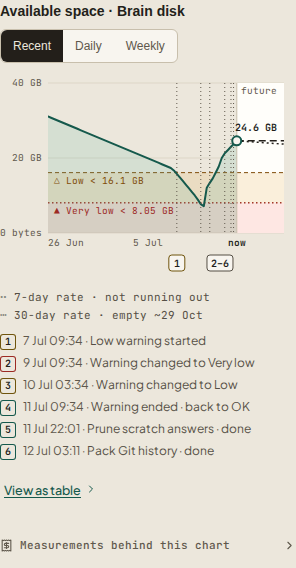 Available space · Brain disk
Recent Daily Weekly
40 GB
future
24.6 GB
20 GB
△ Low < 16.1 GB
▲ Very low < 8.05 GB
0 bytes
26 Jun 5 Jul now
1 2–6
7-day rate · not running out
30-day rate · empty ~29 Oct
1 7 Jul 09:34 · Low warning started
2 9 Jul 09:34 · Warning changed to Very low
3 10 Jul 03:34 · Warning changed to Low
4 11 Jul 09:34 · Warning ended · back to OK
5 11 Jul 22:01 · Prune scratch answers · done
6 12 Jul 03:11 · Pack Git history · done
View as table
Measurements behind this chart